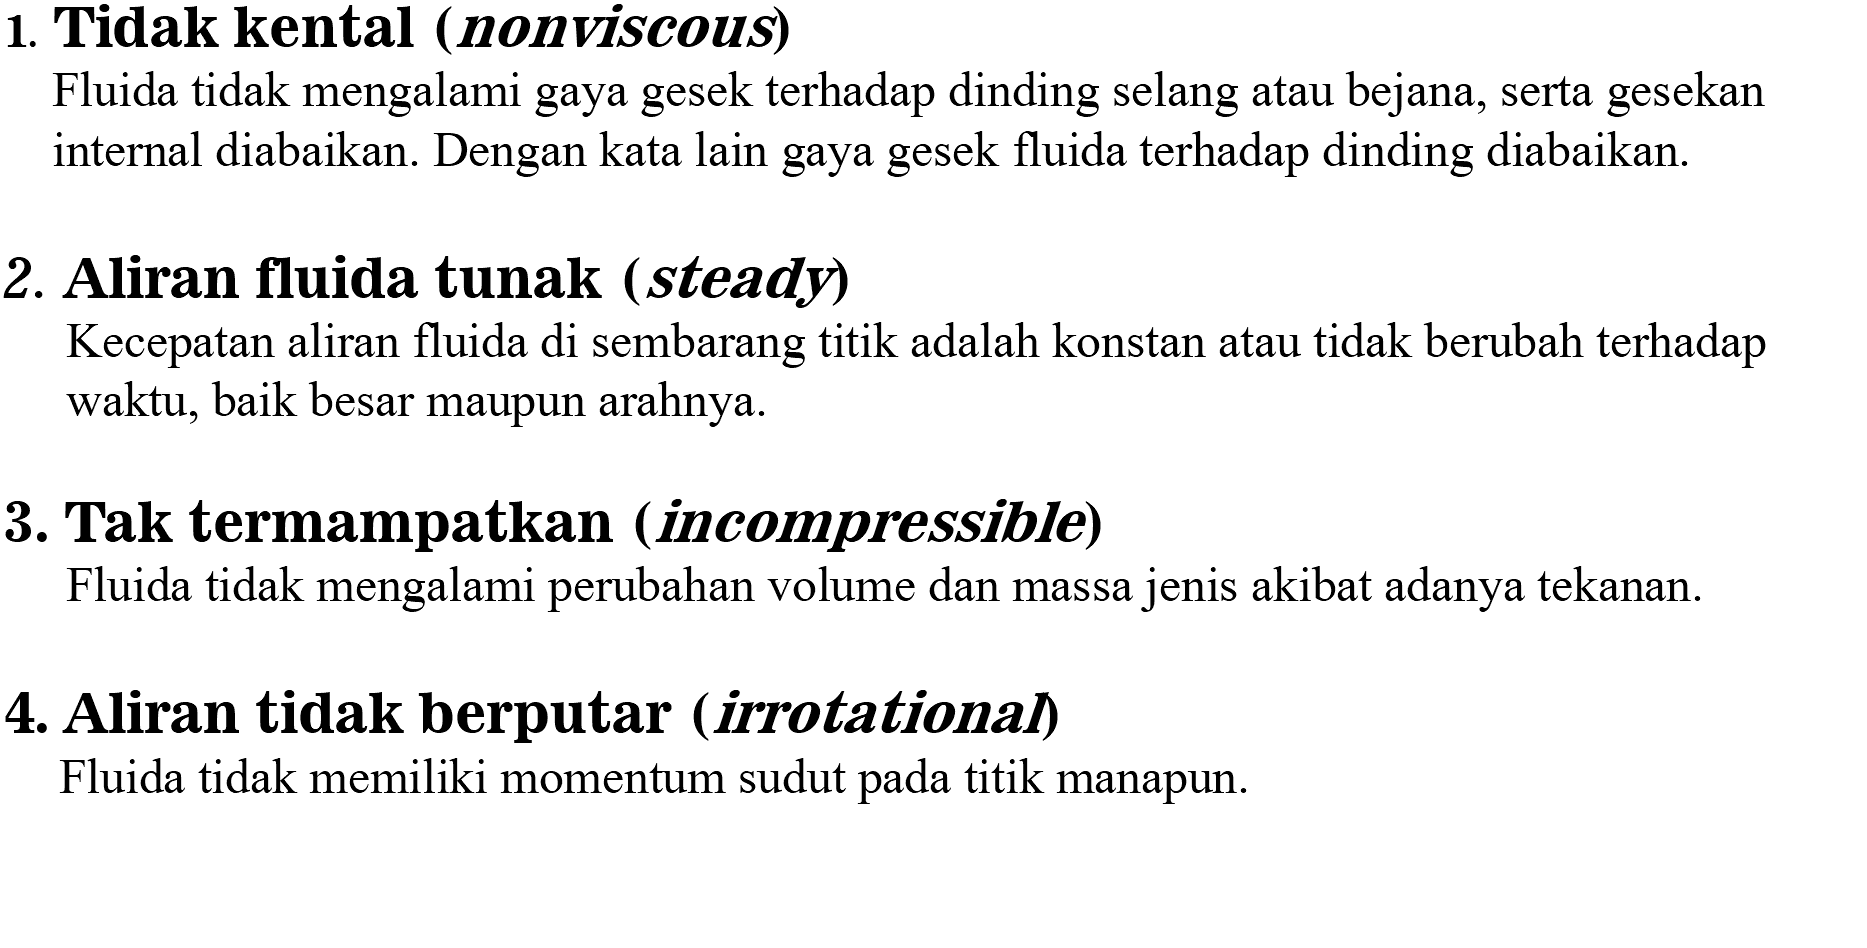 1. Tidak kental (nonviscous)
Fluida tidak mengalami gaya gesek terhadap dinding selang atau bejana, serta gesekan
internal diabaikan. Dengan kata lain gaya gesek fluida terhadap dinding diabaikan.
2. Aliran fluida tunak (steady)
Kecepatan aliran fluida di sembarang titik adalah konstan atau tidak berubah terhadap
waktu, baik besar maupun arahnya.
3. Tak termampatkan (incompressible)
Fluida tidak mengalami perubahan volume dan massa jenis akibat adanya tekanan.
4. Aliran tidak berputar (irrotational)
Fluida tidak memiliki momentum sudut pada titik manapun.